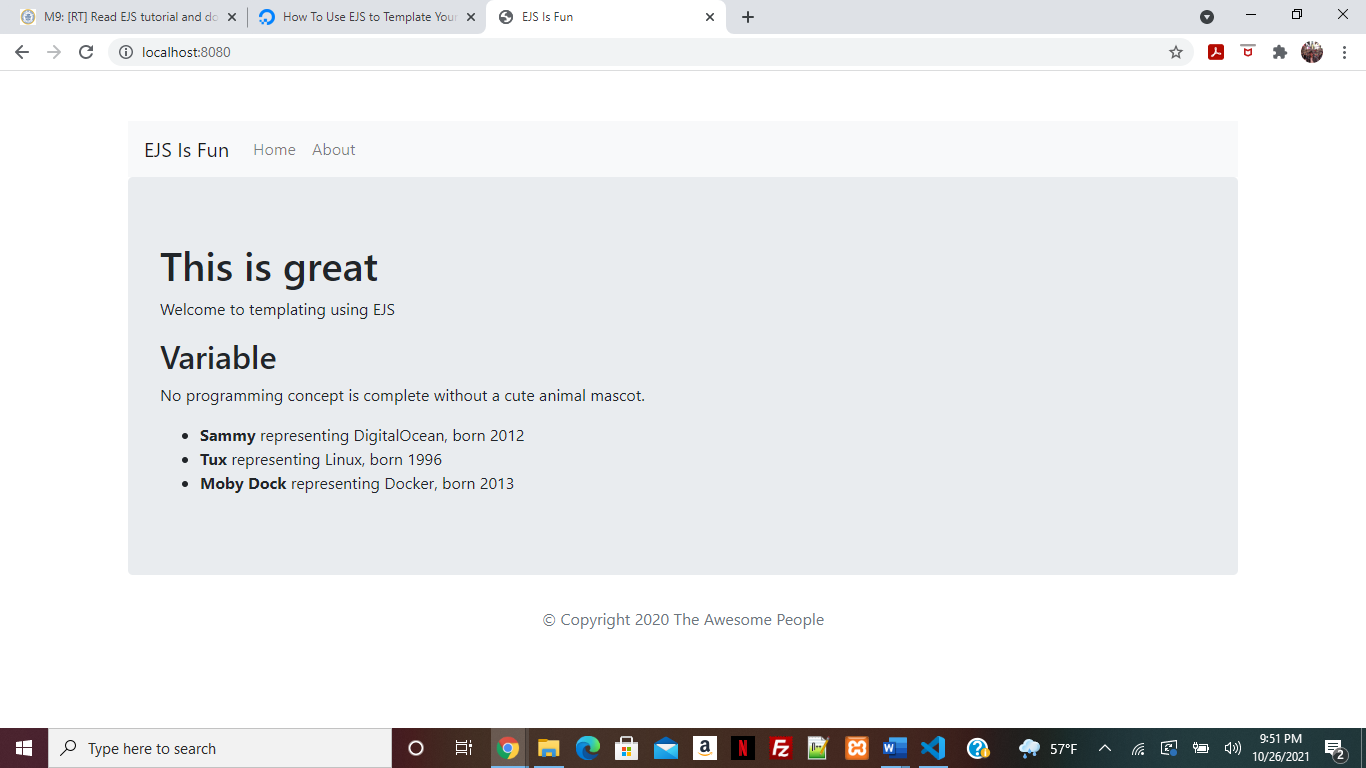 M9: [RT] Read EJS tutorial and do
How To Use EJS to Template Your
EJS Is Fun
localhost:8080
EJS Is Fun
Home
About
This is great
Welcome to templating using EJS
Variable
No programming concept is complete without a cute animal mascot.
Sammy representing DigitalOcean, born 2012
Tux representing Linux, born 1996
Moby Dock representing Docker, born 2013
© Copyright 2020 The Awesome People
Type here to search
57°F
9:51 PM
10/26/2021
2